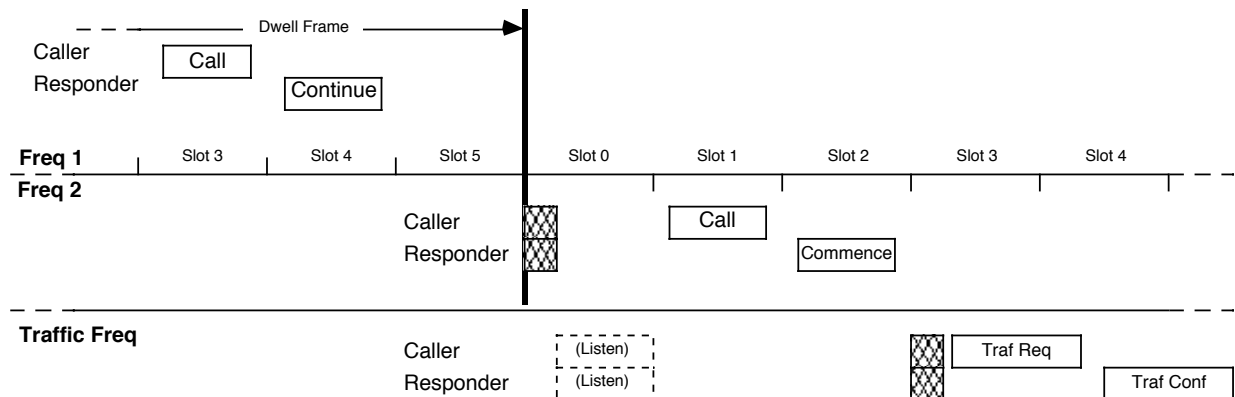 Dwell Frame
Caller Call
Responder Continue
Freq 1 Slot 3 Slot 4 Slot 5 Slot 0 Slot 1 Slot 2 Slot 3 Slot 4
Freq 2
Caller Call
Responder Commence
Traffic Freq
Caller (Listen) Traf Req
Responder (Listen) Traf Conf